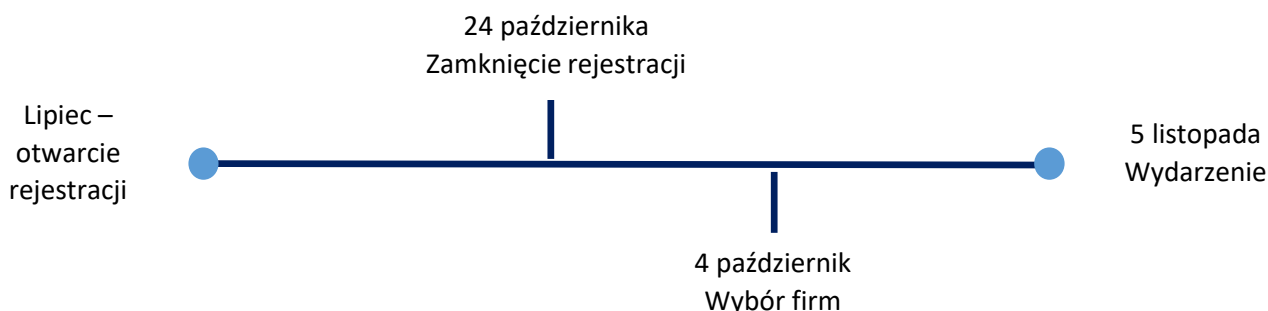 24 października
Zamknięcie rejestracji
Lipiec –
otwarcie
rejestracji
5 listopada
Wydarzenie
4 październik
Wybór firm